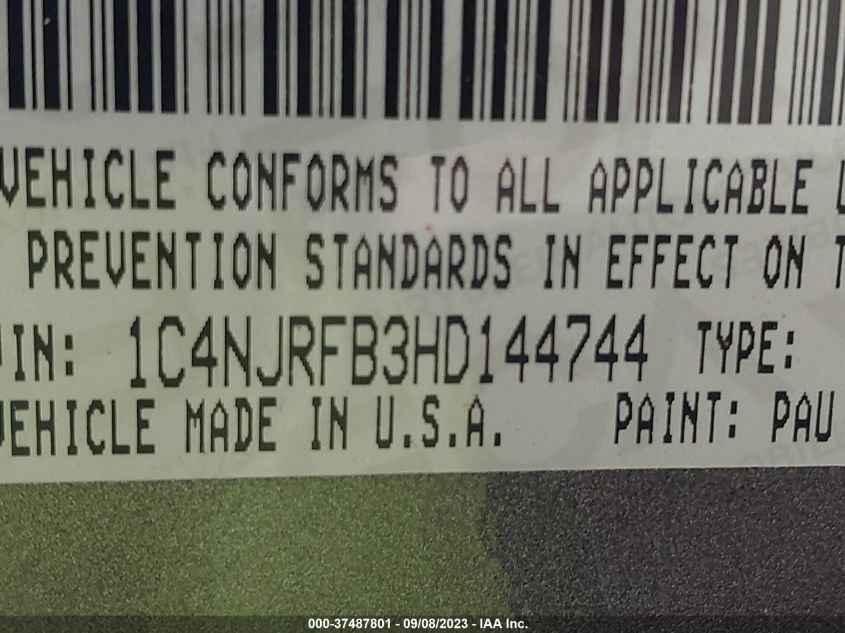 VEHICLE CONFORMS TO ALL APPLICABLE
PREVENTION STANDARDS IN EFFECT ON
VIN: 1C4NJRFB3HD144744 TYPE:
VEHICLE MADE IN U.S.A. PAINT: PAU
000-37487801 - 09/08/2023 - IAA Inc.